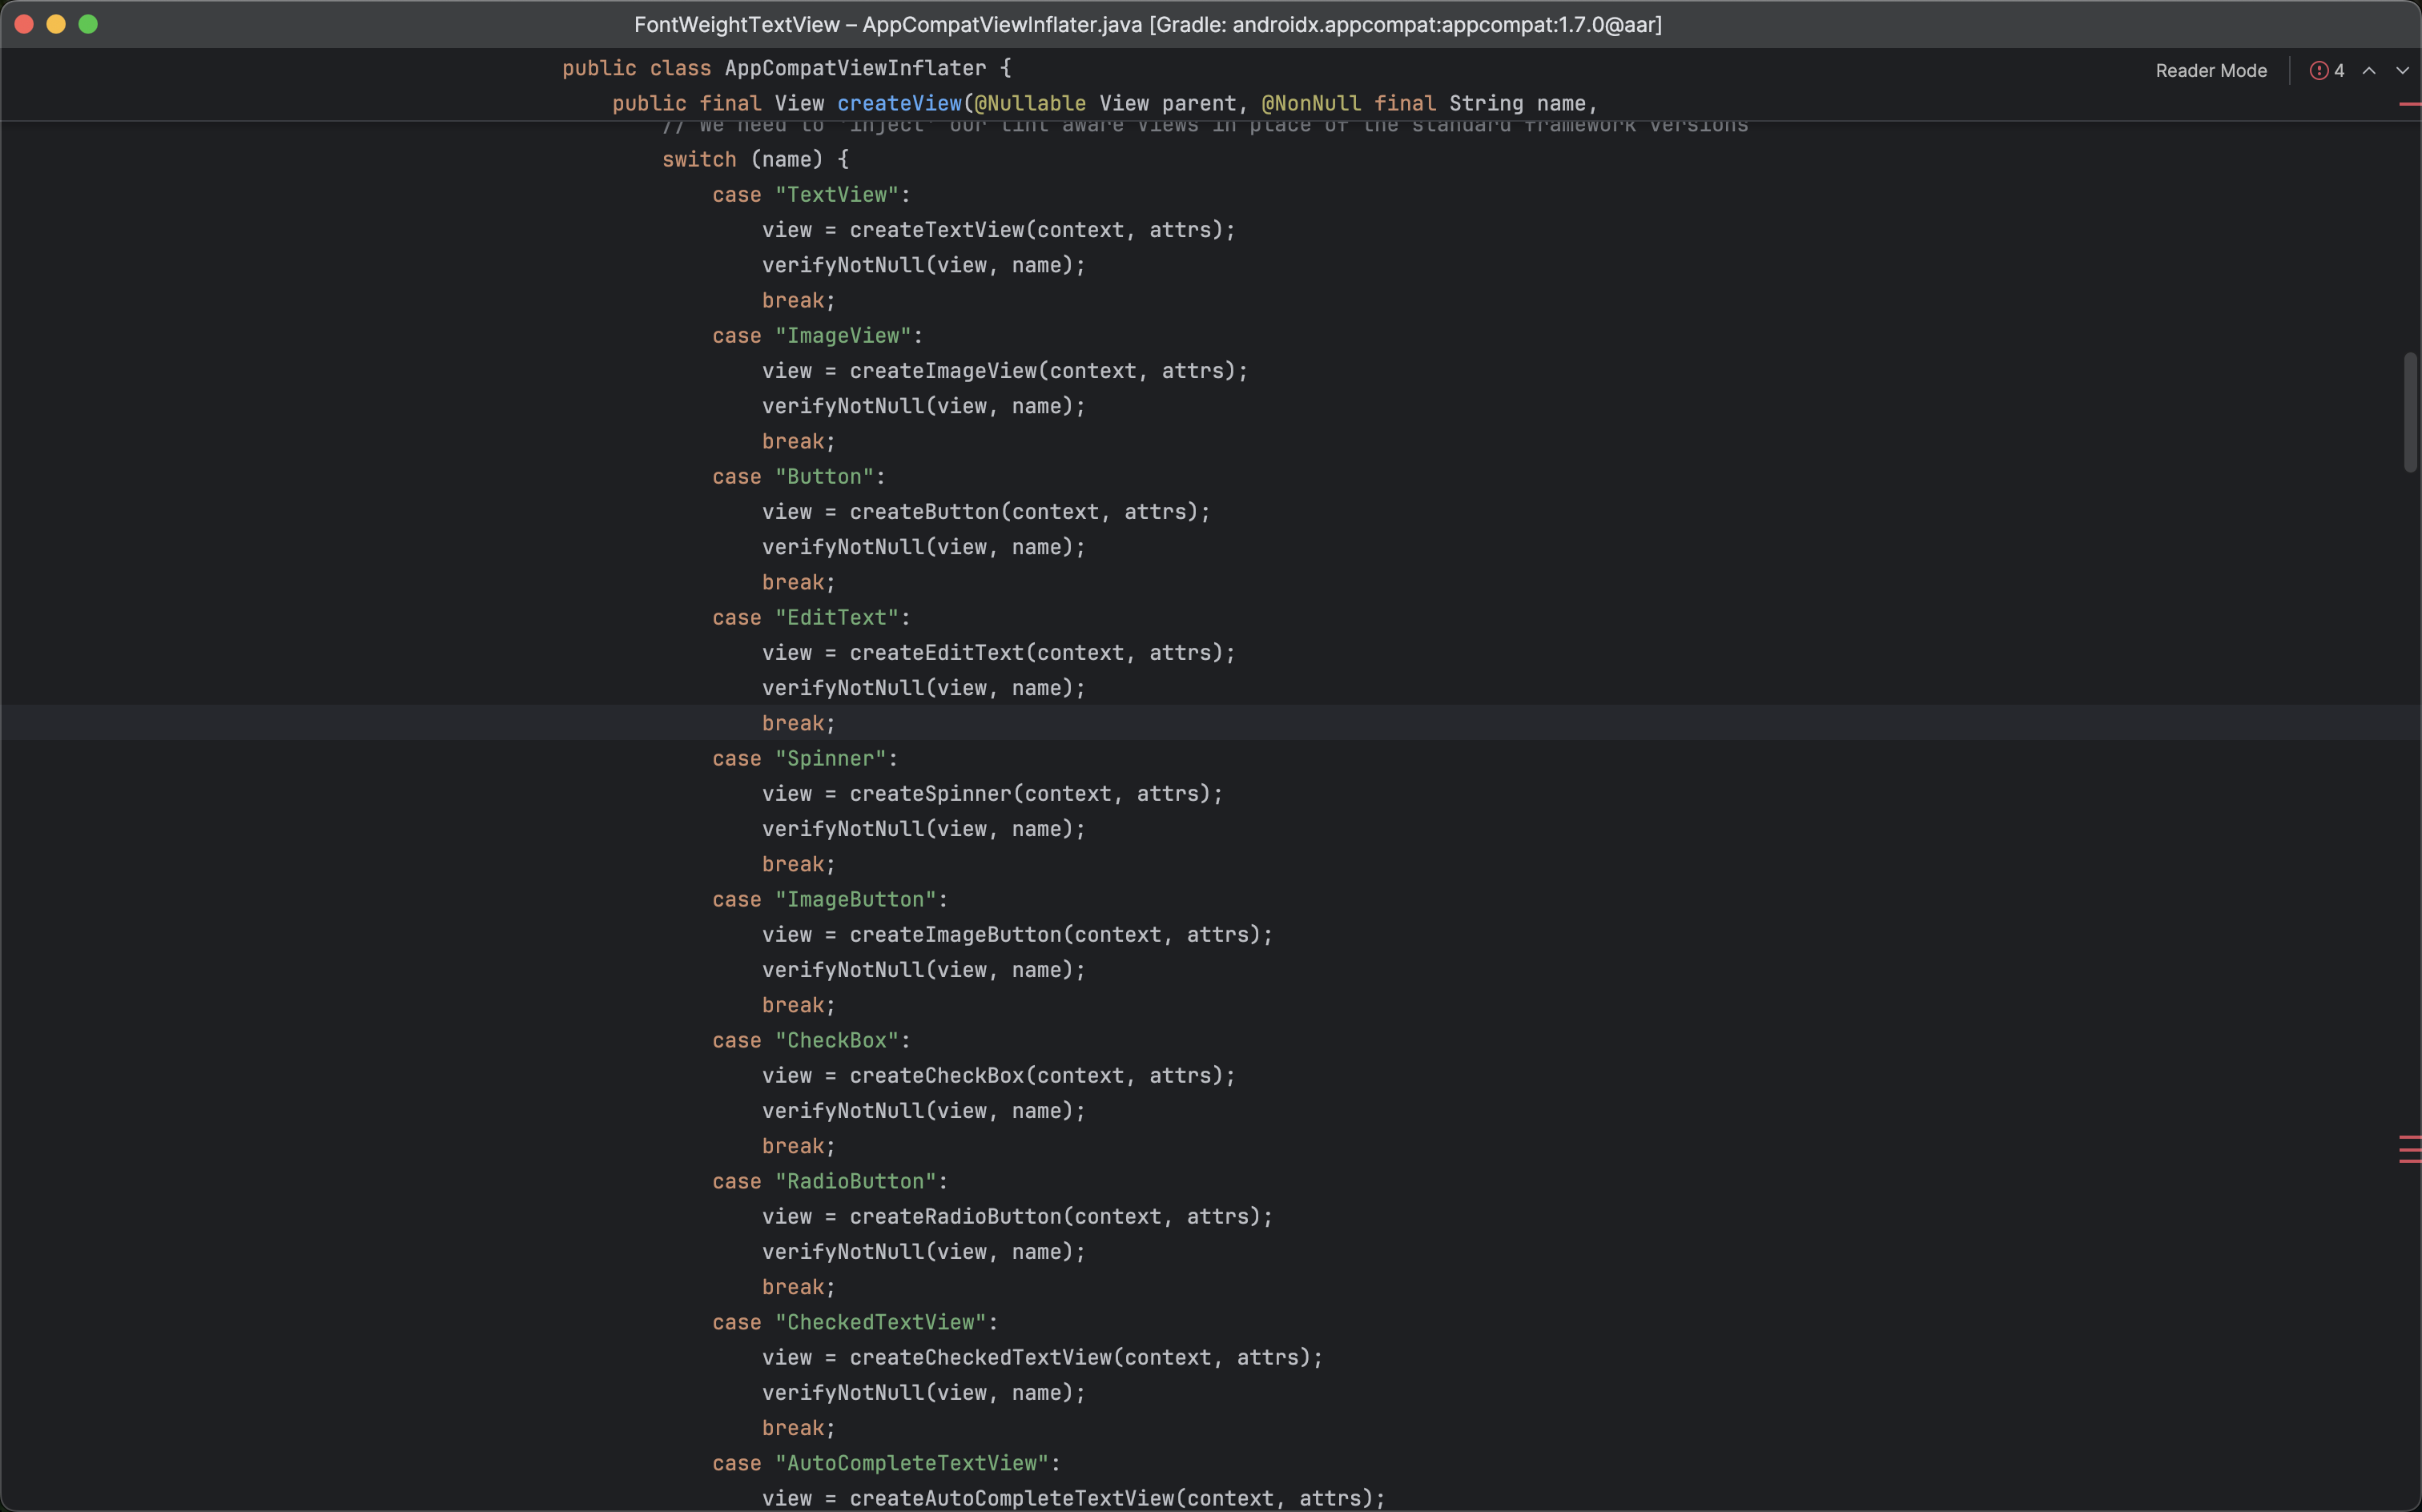 FontWeightTextView – AppCompatViewInflater.java [Gradle: androidx.appcompat:appcompat:1.7.0@aar]
Reader Mode 4
public class AppCompatViewInflater {
public final View createView(@Nullable View parent, @NonNull final String name,
// We need to 'inject' our tint aware Views in place of the standard framework versions
switch (name) {
case "TextView":
view = createTextView(context, attrs);
verifyNotNull(view, name);
break;
case "ImageView":
view = createImageView(context, attrs);
verifyNotNull(view, name);
break;
case "Button":
view = createButton(context, attrs);
verifyNotNull(view, name);
break;
case "EditText":
view = createEditText(context, attrs);
verifyNotNull(view, name);
break;
case "Spinner":
view = createSpinner(context, attrs);
verifyNotNull(view, name);
break;
case "ImageButton":
view = createImageButton(context, attrs);
verifyNotNull(view, name);
break;
case "CheckBox":
view = createCheckBox(context, attrs);
verifyNotNull(view, name);
break;
case "RadioButton":
view = createRadioButton(context, attrs);
verifyNotNull(view, name);
break;
case "CheckedTextView":
view = createCheckedTextView(context, attrs);
verifyNotNull(view, name);
break;
case "AutoCompleteTextView":
view = createAutoCompleteTextView(context, attrs);